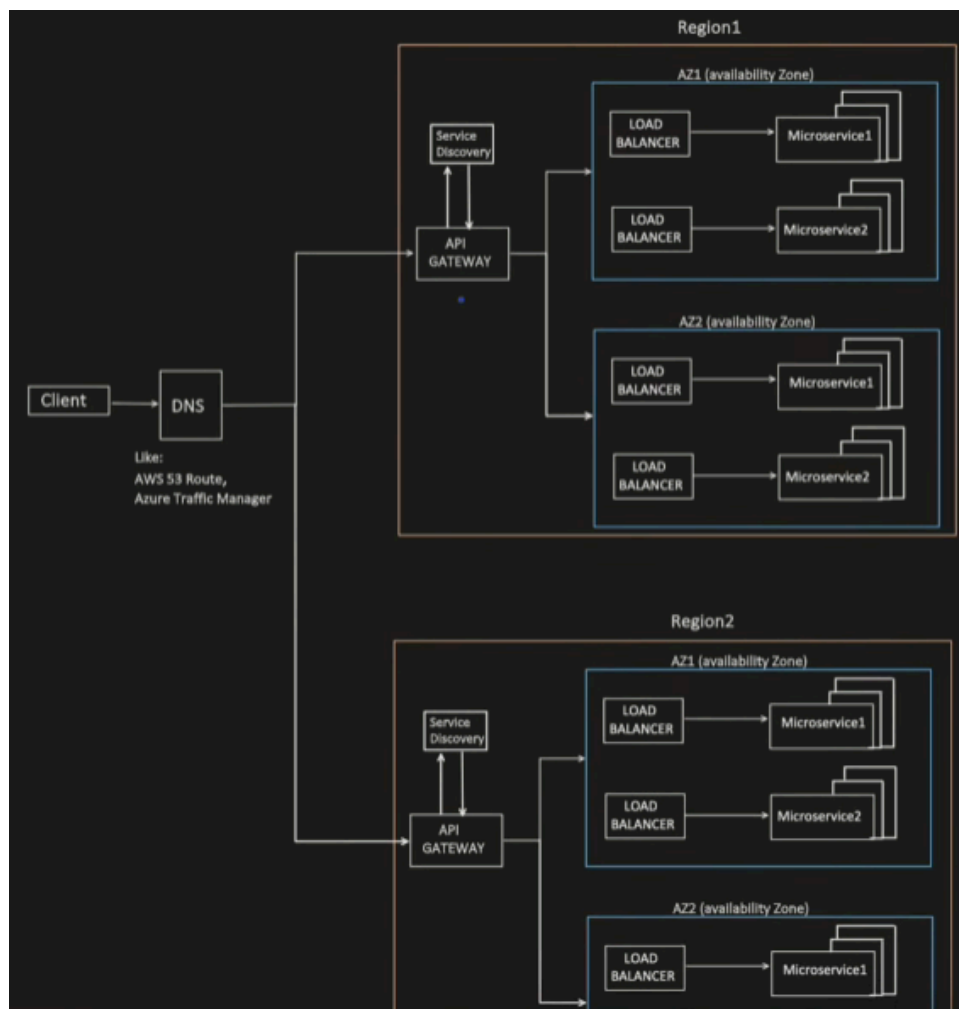 Region1
AZ1 (availability Zone)
LOAD
BALANCER
Microservice1
Service
Discovery
LOAD
BALANCER
Microservice2
API
GATEWAY
AZ2 (availability Zone)
LOAD
BALANCER
Microservice1
Client
DNS
LOAD
BALANCER
Microservice2
Like:
AWS 53 Route,
Azure Traffic Manager
Region2
AZ1 (availability Zone)
LOAD
BALANCER
Microservice1
Service
Discovery
LOAD
BALANCER
Microservice2
API
GATEWAY
AZ2 (availability Zone)
LOAD
BALANCER
Microservice1